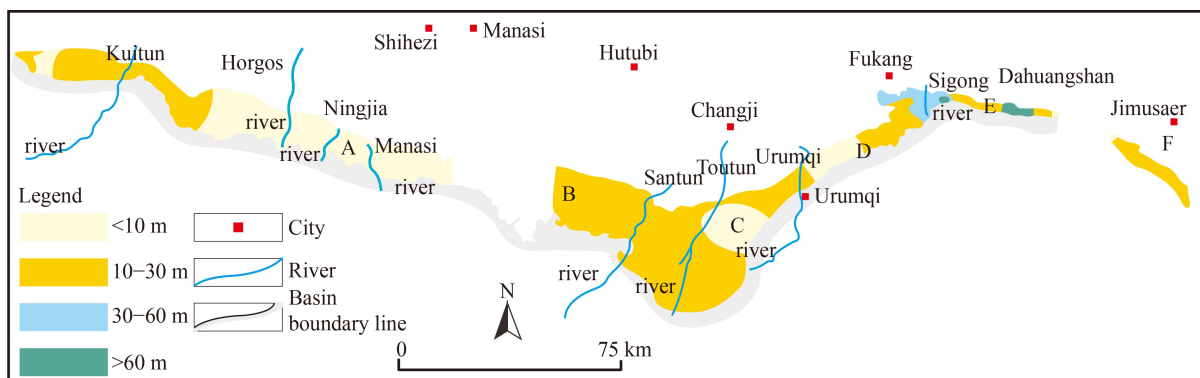 Kuitun
river
Horgos
river
Ningjia
river
A
Manasi
river
Shihezi
Manasi
Hutubi
Changji
Fukang
Sigong
river
Dahuangshan
E
Jimusaer
F
D
B
Santun
river
Toutun
river
Urumqi
river
C
Urumqi
Legend
<10 m
10−30 m
30−60 m
>60 m
City
River
Basin
boundary line
N
0
75 km